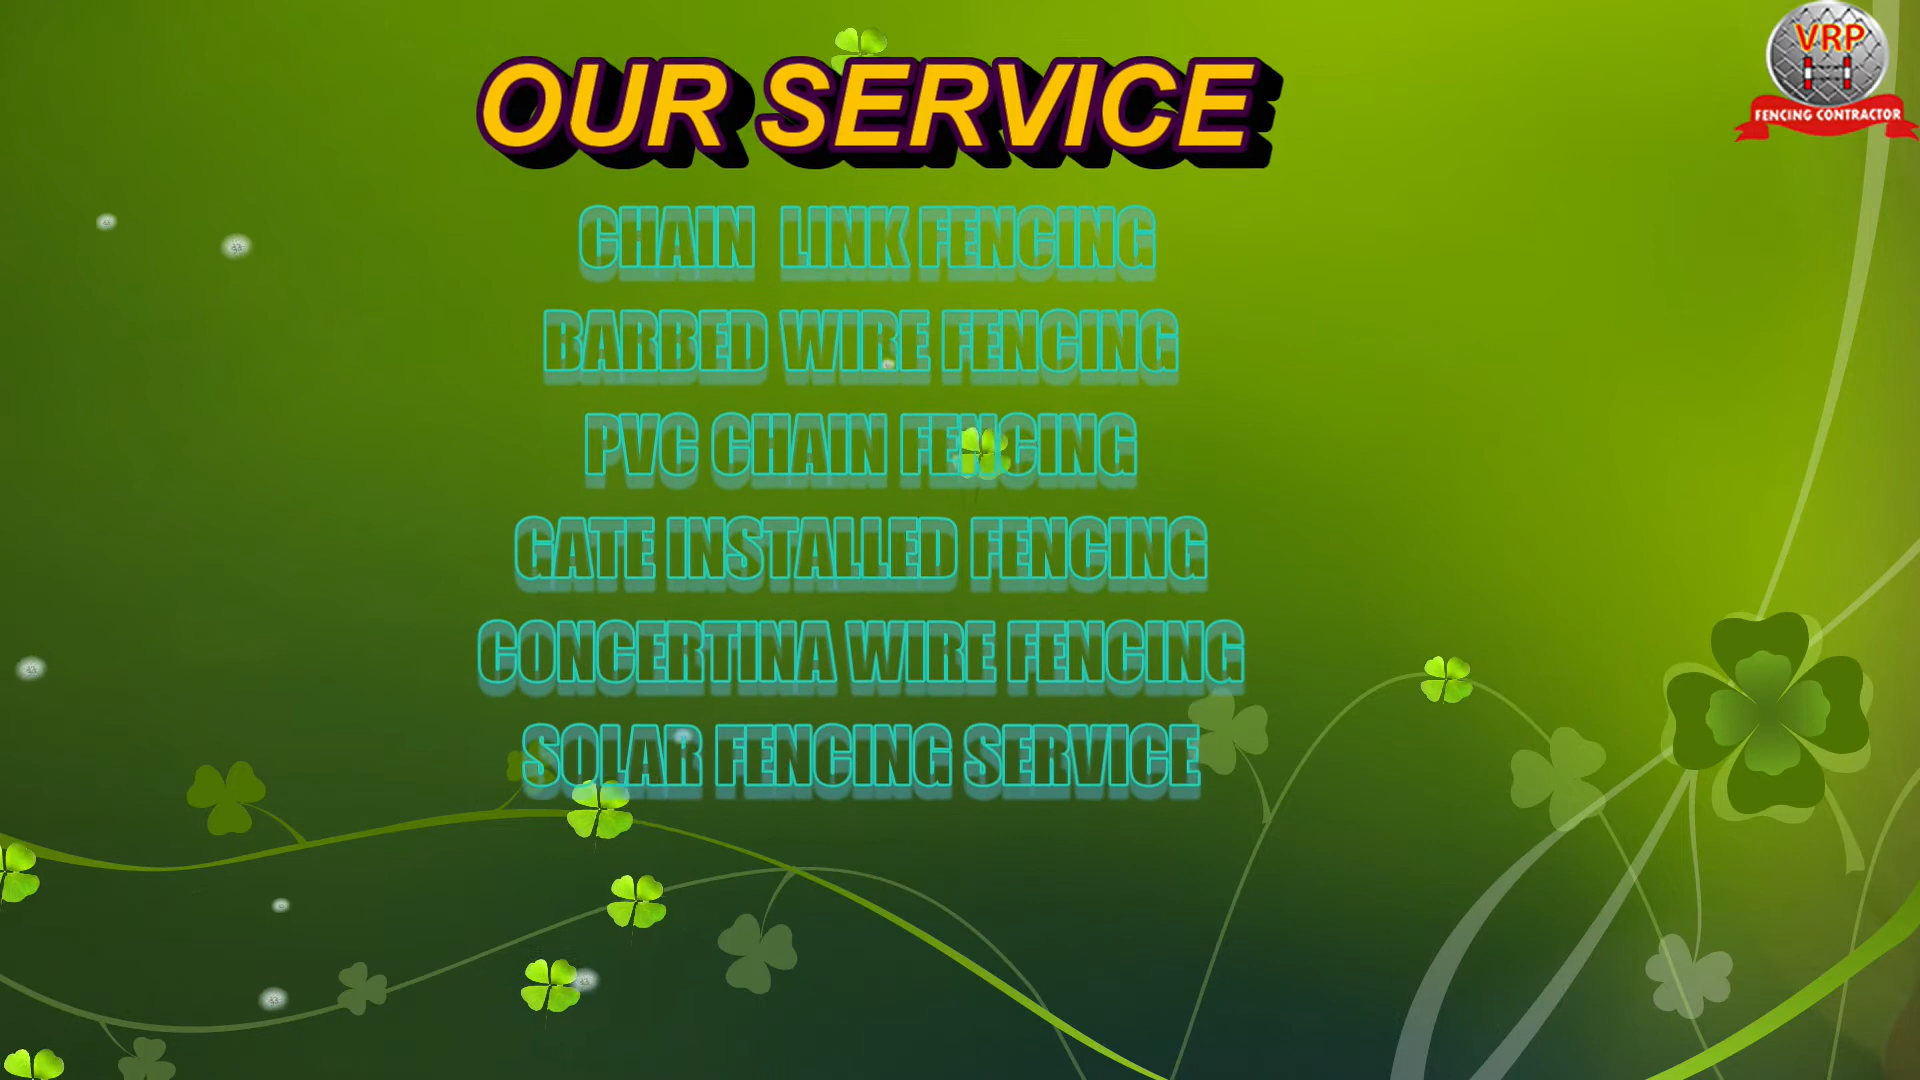 VRP
FENCING CONTRACTOR
OUR SERVICE
CHAIN LINK FENCING
BARBED WIRE FENCING
PVC CHAIN FENCING
GATE INSTALLED FENCING
CONCERTINA WIRE FENCING
SOLAR FENCING SERVICE